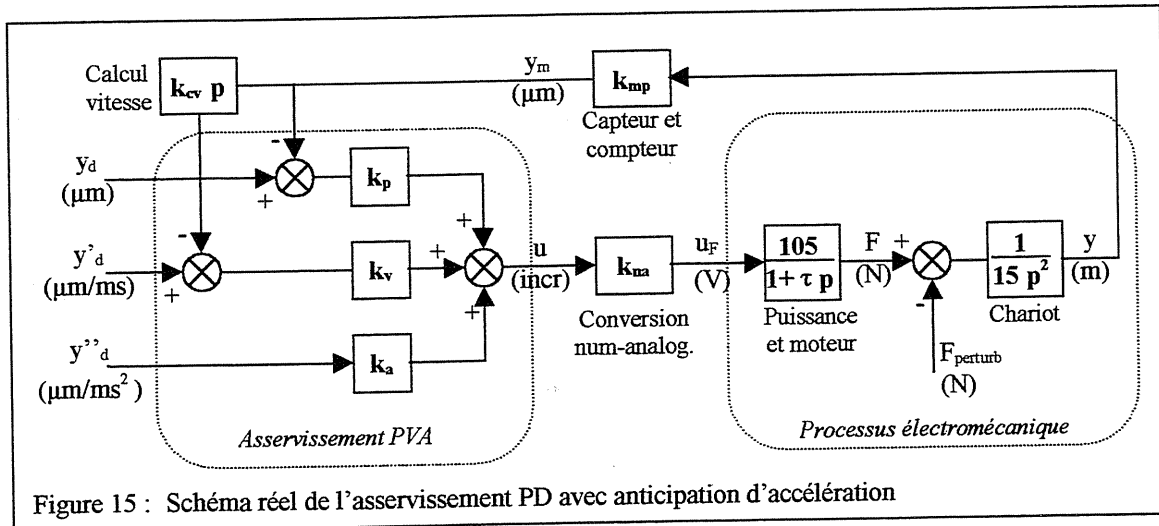 Calcul
vitesse
k_cv p
y_m
(µm)
k_mp
Capteur et
compteur
-
y_d
(µm)
+
k_p
+
-
y'_d
(µm/ms)
+
k_v
+
u
(incr)
k_na
u_F
(V)
105
1+ τ p
F
(N)
+
1
15 p²
y
(m)
+
Conversion
num-analog.
Puissance
et moteur
-
Chariot
y''_d
(µm/ms²)
k_a
F_perturb
(N)
Asservissement PVA
Processus électromécanique
Figure 15 : Schéma réel de l'asservissement PD avec anticipation d'accélération